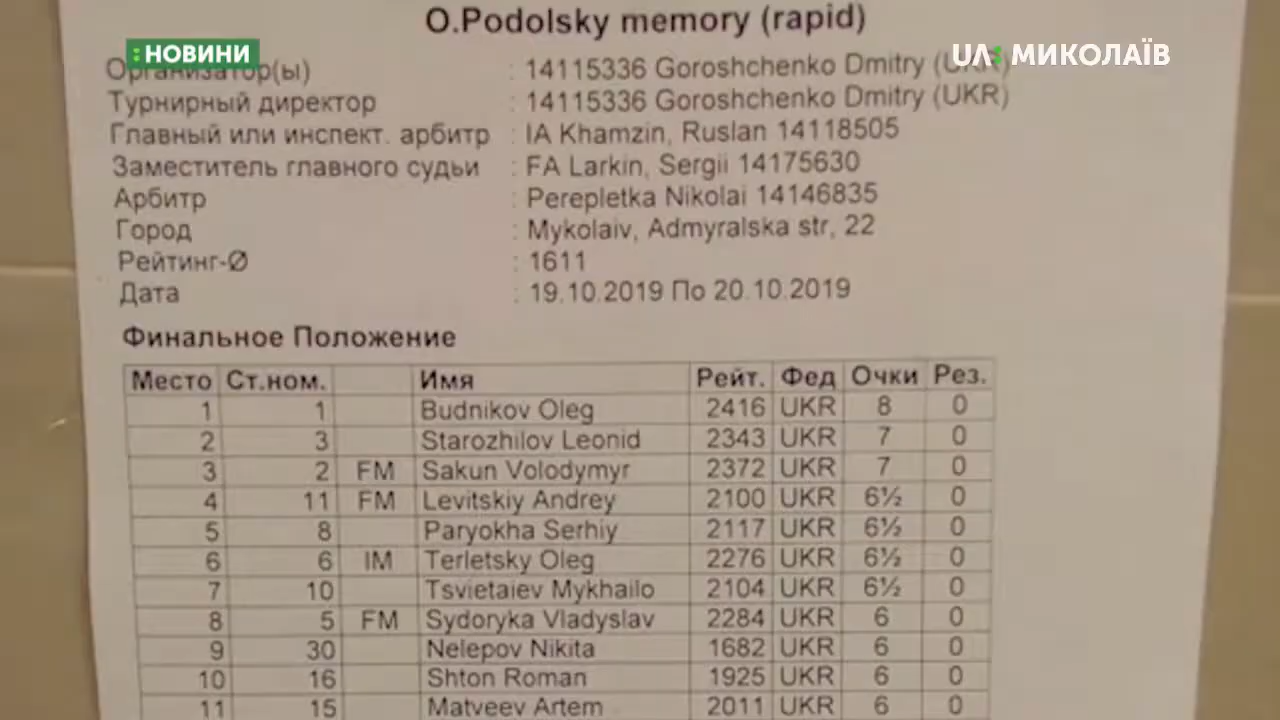 O.Podolsky memory (rapid)
: НОВИНИ
UA: МИКОЛАЇВ
Организатор(ы) : 14115336 Goroshchenko Dmitry (UKR)
Турнирный директор : 14115336 Goroshchenko Dmitry (UKR)
Главный или инспект. арбитр : IA Khamzin, Ruslan 14118505
Заместитель главного судьи : FA Larkin, Sergii 14175630
Арбитр : Perepletka Nikolai 14146835
Город : Mykolaiv, Admyralska str, 22
Рейтинг-Ø : 1611
Дата : 19.10.2019 По 20.10.2019
Финальное Положение
Место Ст.ном. Имя Рейт. Фед Очки Рез.
1 1 Budnikov Oleg 2416 UKR 8 0
2 3 Starozhilov Leonid 2343 UKR 7 0
3 2 FM Sakun Volodymyr 2372 UKR 7 0
4 11 FM Levitskiy Andrey 2100 UKR 6½ 0
5 8 Paryokha Serhiy 2117 UKR 6½ 0
6 6 IM Terletsky Oleg 2276 UKR 6½ 0
7 10 Tsvietaiev Mykhailo 2104 UKR 6½ 0
8 5 FM Sydoryka Vladyslav 2284 UKR 6 0
9 30 Nelepov Nikita 1682 UKR 6 0
10 16 Shton Roman 1925 UKR 6 0
11 15 Matveev Artem 2011 UKR 6 0